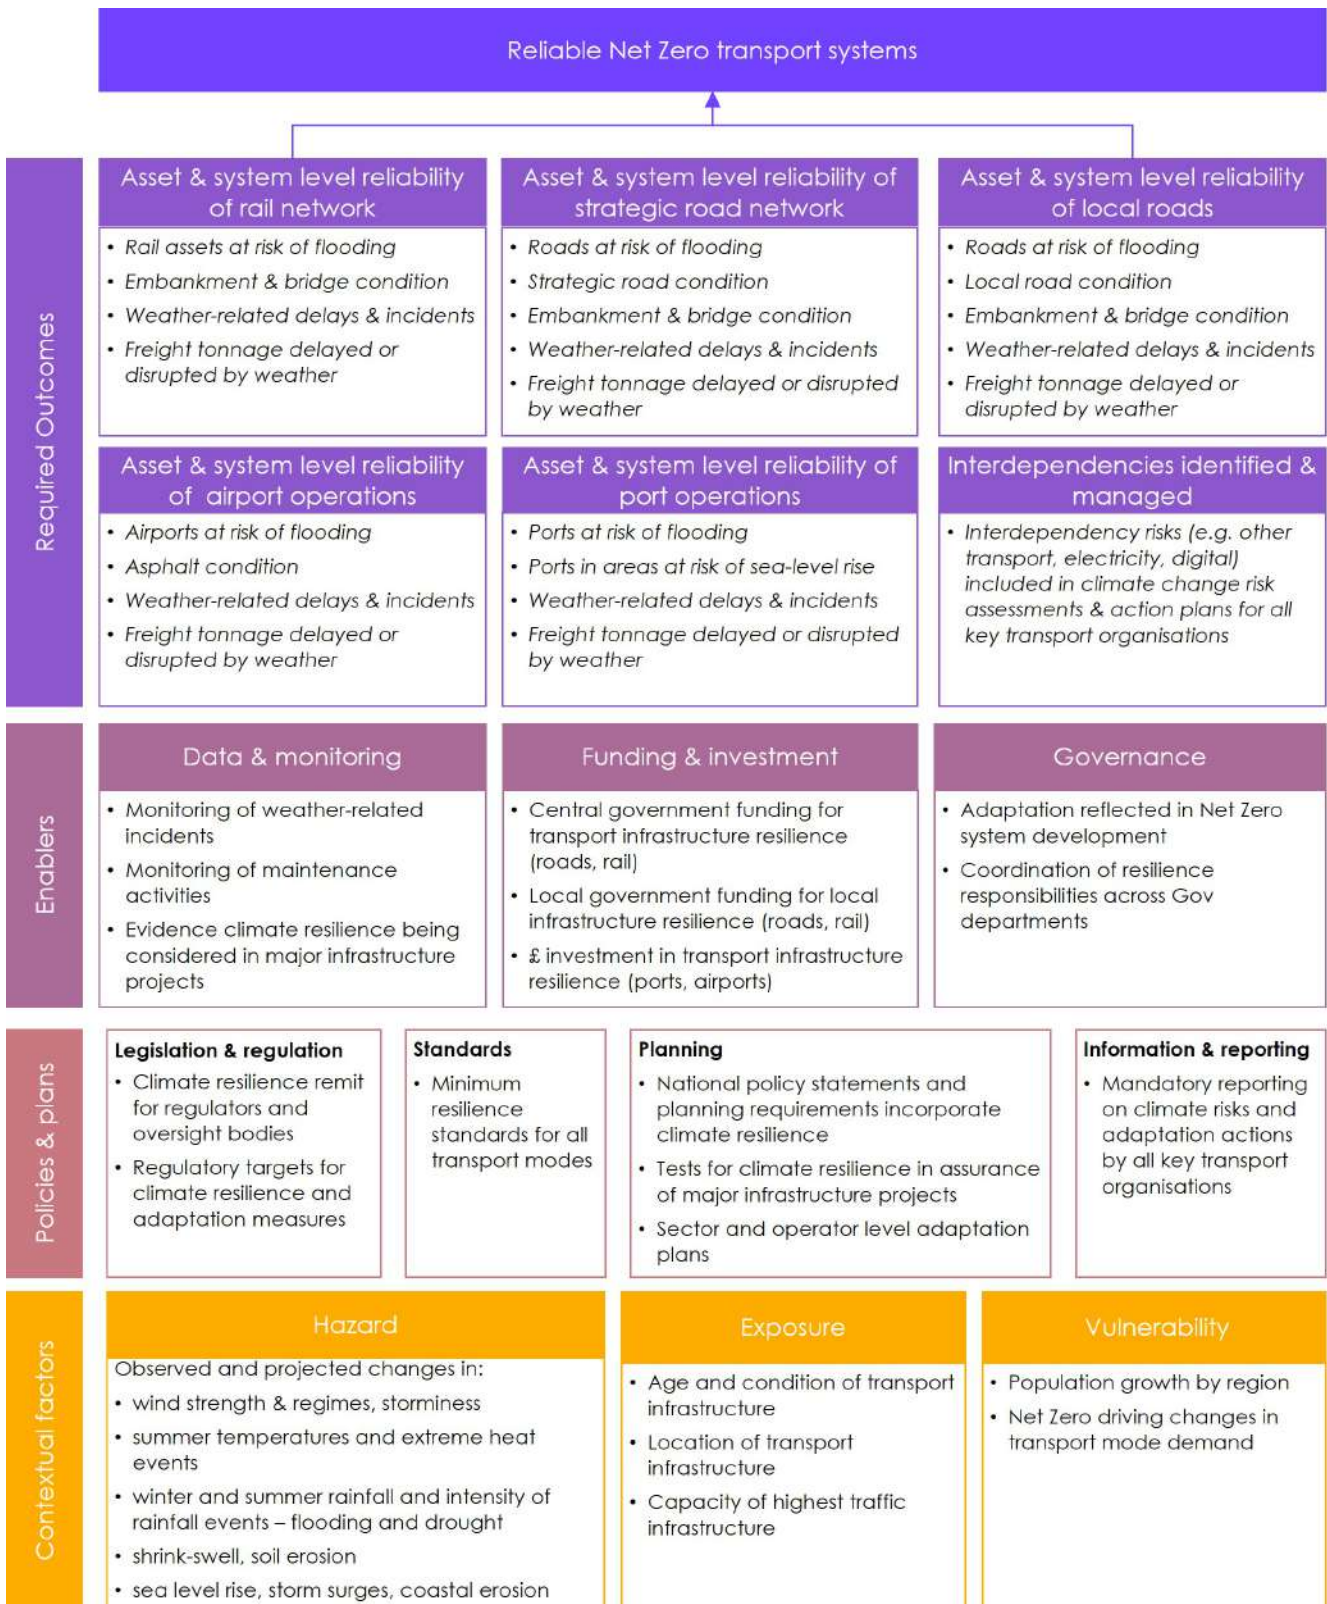 Reliable Net Zero transport systems
Required Outcomes
Asset & system level reliability
of rail network
• Rail assets at risk of flooding
• Embankment & bridge condition
• Weather-related delays & incidents
• Freight tonnage delayed or
disrupted by weather
Asset & system level reliability of
strategic road network
• Roads at risk of flooding
• Strategic road condition
• Embankment & bridge condition
• Weather-related delays & incidents
• Freight tonnage delayed or disrupted
by weather
Asset & system level reliability
of local roads
• Roads at risk of flooding
• Local road condition
• Embankment & bridge condition
• Weather-related delays & incidents
• Freight tonnage delayed or
disrupted by weather
Asset & system level reliability
of airport operations
• Airports at risk of flooding
• Asphalt condition
• Weather-related delays & incidents
• Freight tonnage delayed or
disrupted by weather
Asset & system level reliability of
port operations
• Ports at risk of flooding
• Ports in areas at risk of sea-level rise
• Weather-related delays & incidents
• Freight tonnage delayed or disrupted
by weather
Interdependencies identified &
managed
• Interdependency risks (e.g. other
transport, electricity, digital)
included in climate change risk
assessments & action plans for all
key transport organisations
Enablers
Data & monitoring
• Monitoring of weather-related
incidents
• Monitoring of maintenance
activities
• Evidence climate resilience being
considered in major infrastructure
projects
Funding & investment
• Central government funding for
transport infrastructure resilience
(roads, rail)
• Local government funding for local
infrastructure resilience (roads, rail)
• £ investment in transport infrastructure
resilience (ports, airports)
Governance
• Adaptation reflected in Net Zero
system development
• Coordination of resilience
responsibilities across Gov
departments
Policies & plans
Legislation & regulation
• Climate resilience remit
for regulators and
oversight bodies
• Regulatory targets for
climate resilience and
adaptation measures
Standards
• Minimum
resilience
standards for all
transport modes
Planning
• National policy statements and
planning requirements incorporate
climate resilience
• Tests for climate resilience in assurance
of major infrastructure projects
• Sector and operator level adaptation
plans
Information & reporting
• Mandatory reporting
on climate risks and
adaptation actions
by all key transport
organisations
Contextual factors
Hazard
Observed and projected changes in:
• wind strength & regimes, storminess
• summer temperatures and extreme heat
events
• winter and summer rainfall and intensity of
rainfall events – flooding and drought
• shrink-swell, soil erosion
• sea level rise, storm surges, coastal erosion
Exposure
• Age and condition of transport
infrastructure
• Location of transport
infrastructure
• Capacity of highest traffic
infrastructure
Vulnerability
• Population growth by region
• Net Zero driving changes in
transport mode demand